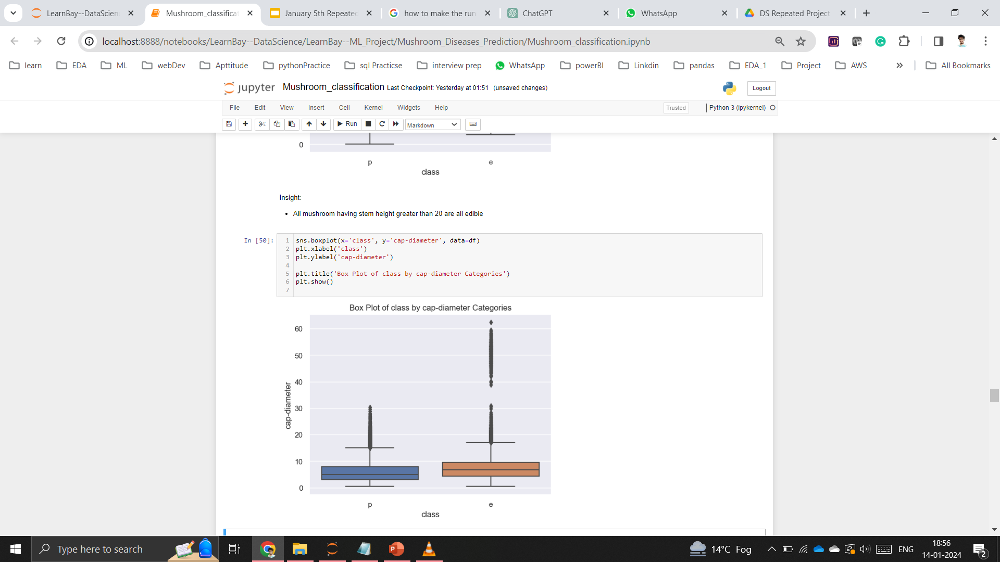 LearnBay--DataScien
Mushroom_classificat
January 5th Repeated
how to make the run
ChatGPT
WhatsApp
DS Repeated Project
localhost:8888/notebooks/LearnBay--DataScience/LearnBay--ML_Project/Mushroom_Diseases_Prediction/Mushroom_classification.ipynb
learn EDA ML webDev Apttitude pythonPractice sql Practicse interview prep WhatsApp powerBI Linkdin pandas EDA_1 Project AWS All Bookmarks
jupyter Mushroom_classification Last Checkpoint: Yesterday at 01:51 (unsaved changes) Logout
File Edit View Insert Cell Kernel Widgets Help Trusted Python 3 (ipykernel)
Run Markdown
0
p e
class
Insight:
• All mushroom having stem height greater than 20 are all edible
In [50]:
1 sns.boxplot(x='class', y='cap-diameter', data=df)
2 plt.xlabel('class')
3 plt.ylabel('cap-diameter')
4
5 plt.title('Box Plot of class by cap-diameter Categories')
6 plt.show()
7
Box Plot of class by cap-diameter Categories
60
50
40
30
20
10
0
cap-diameter
p e
class
Type here to search
P
14°C Fog
ENG
18:56
14-01-2024
2